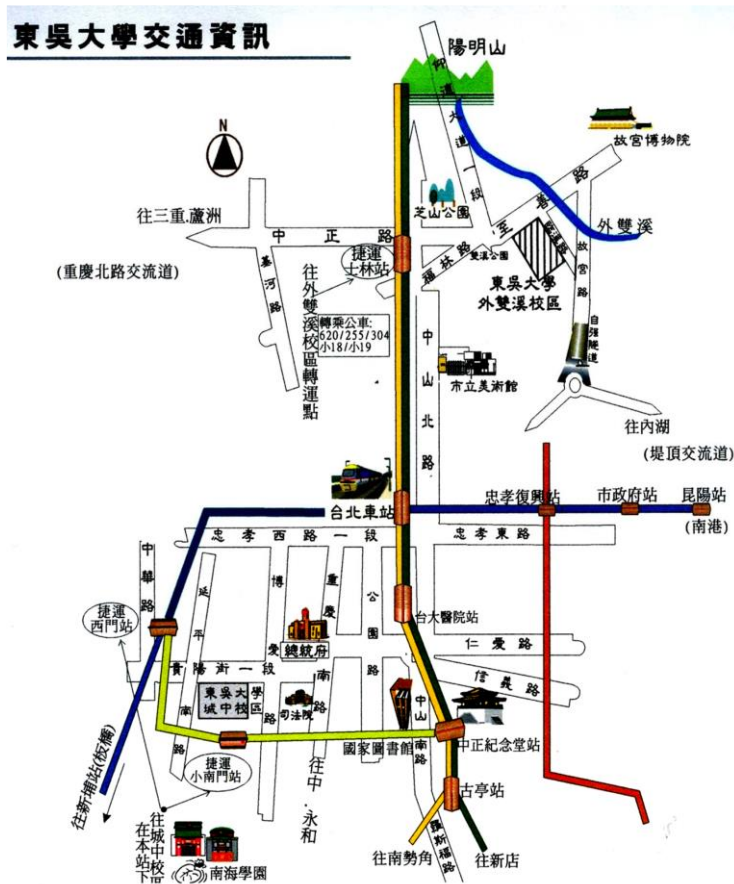 東吳大學交通資訊
陽明山
仰德大道一段
故宮博物院
N
芝山公園
至善路
外雙溪
往三重.蘆洲
中正路
捷運
士林站
福林路
雙溪公園
東吳大學
外雙溪校區
故宮路
(重慶北路交流道)
基河路
往外雙溪校區轉運點
轉乘公車:
620/255/304
小18/小19
中山北路
市立美術館
自強隧道
往內湖
(堤頂交流道)
台北車站
忠孝復興站
市政府站
昆陽站
(南港)
忠孝西路一段
忠孝東路
中華路
延平南路
博愛路
重慶南路
公園路
台大醫院站
捷運
西門站
總統府
仁愛路
貴陽街一段
信義路
東吳大學
城中校區
司法院
中山南路
國家圖書館
中正紀念堂站
捷運
小南門站
往新埔站(板橋)
往中.永和
古亭站
羅斯福路
往城中校區
在本站下
南海學園
往南勢角
往新店